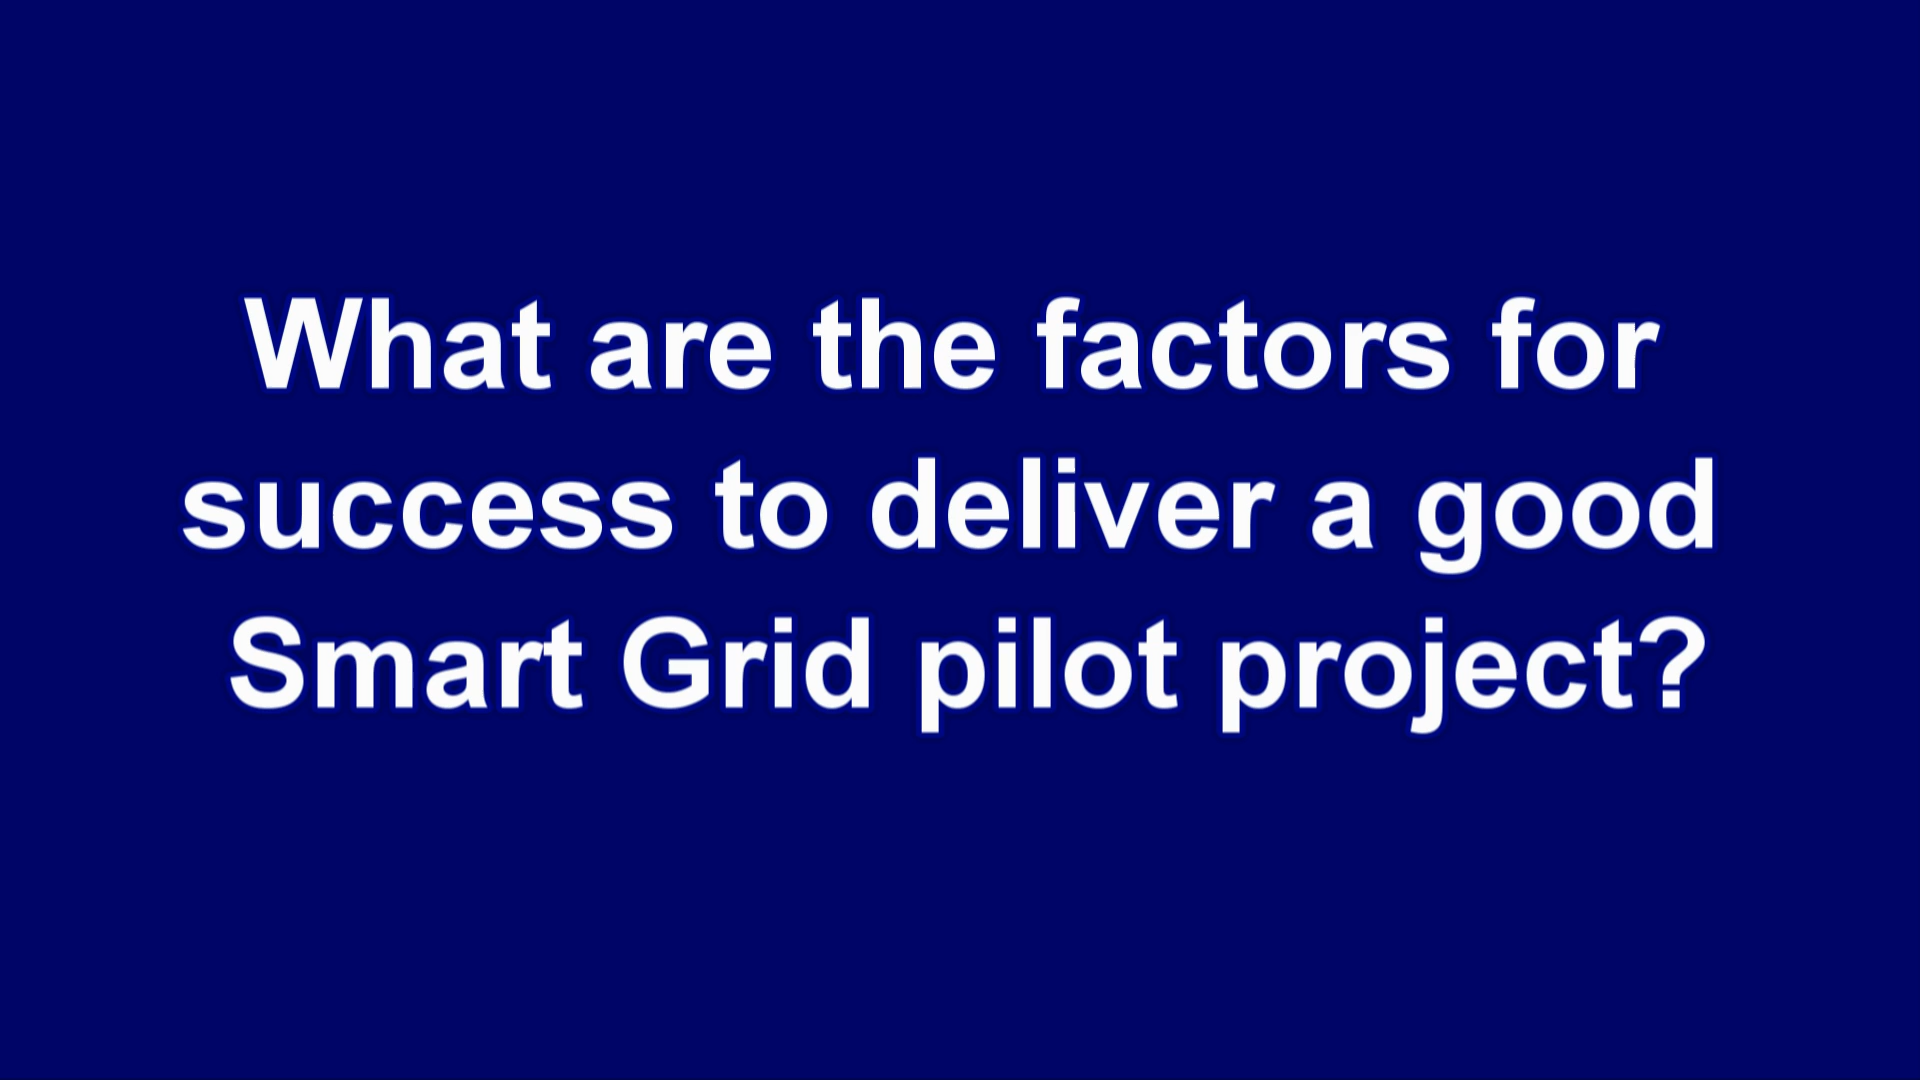 What are the factors for
success to deliver a good
Smart Grid pilot project?